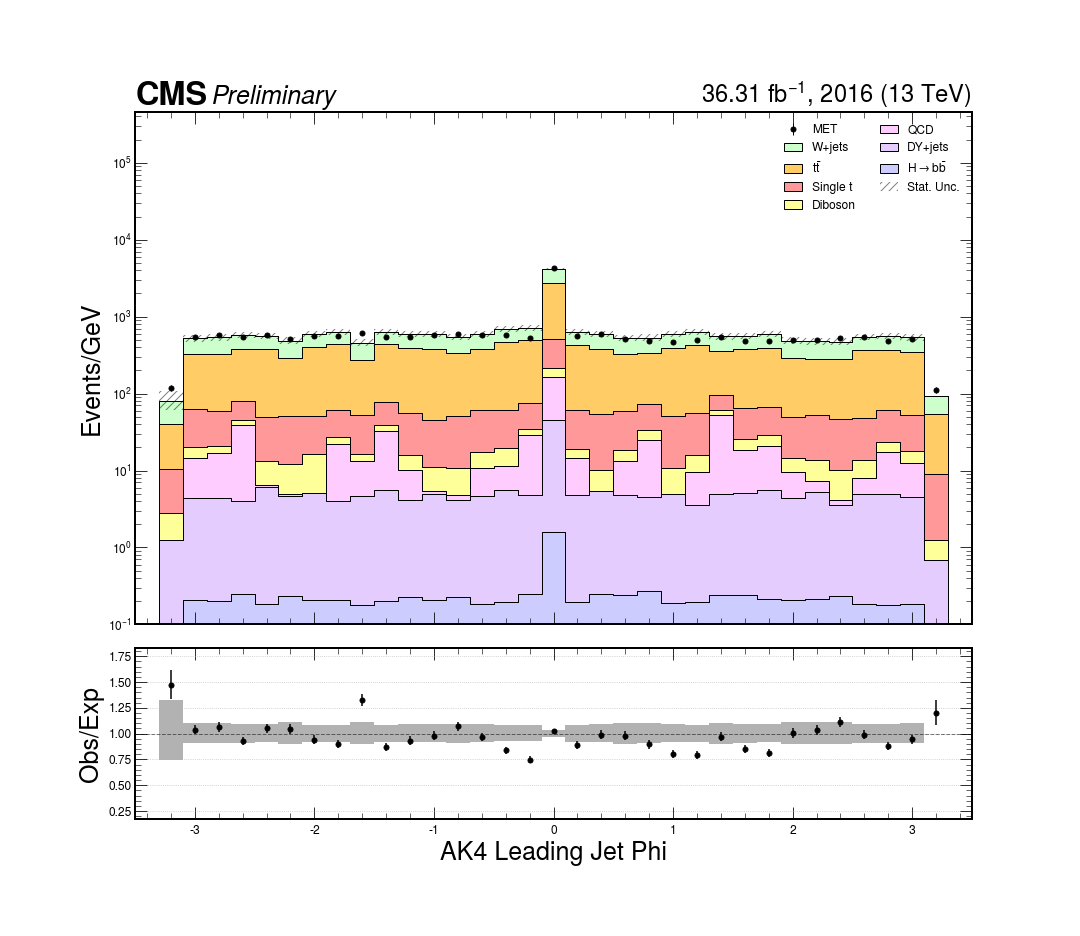 CMS Preliminary
36.31 fb⁻¹, 2016 (13 TeV)
MET
W+jets
tt̄
Single t
Diboson
QCD
DY+jets
H→bb̄
Stat. Unc.
Events/GeV
10⁵
10⁴
10³
10²
10¹
10⁰
10⁻¹
Obs/Exp
1.75
1.50
1.25
1.00
0.75
0.50
0.25
-3 -2 -1 0 1 2 3
AK4 Leading Jet Phi